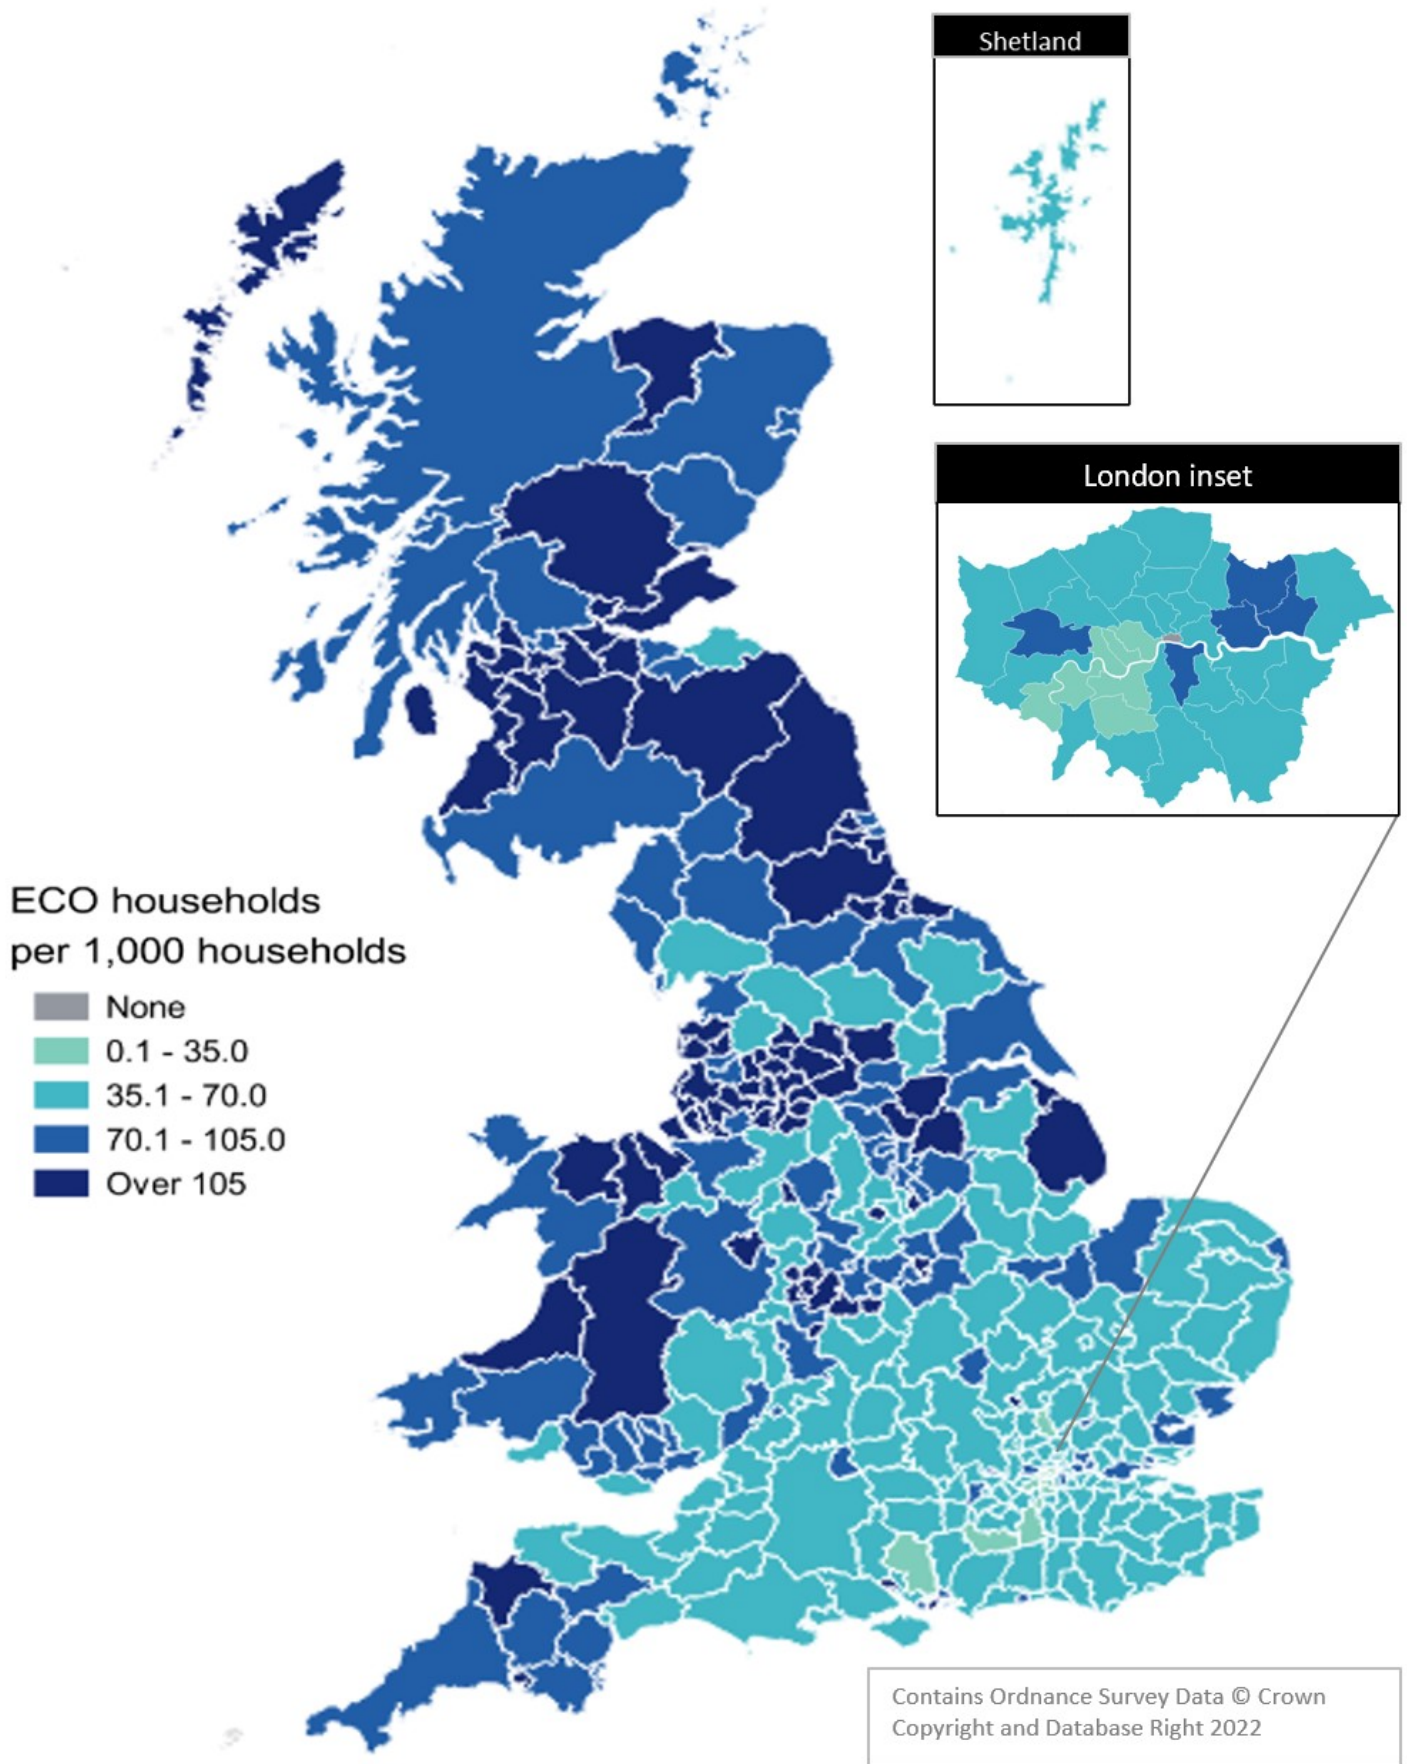 Shetland
London inset
ECO households
per 1,000 households
None
0.1 - 35.0
35.1 - 70.0
70.1 - 105.0
Over 105
Contains Ordnance Survey Data © Crown
Copyright and Database Right 2022